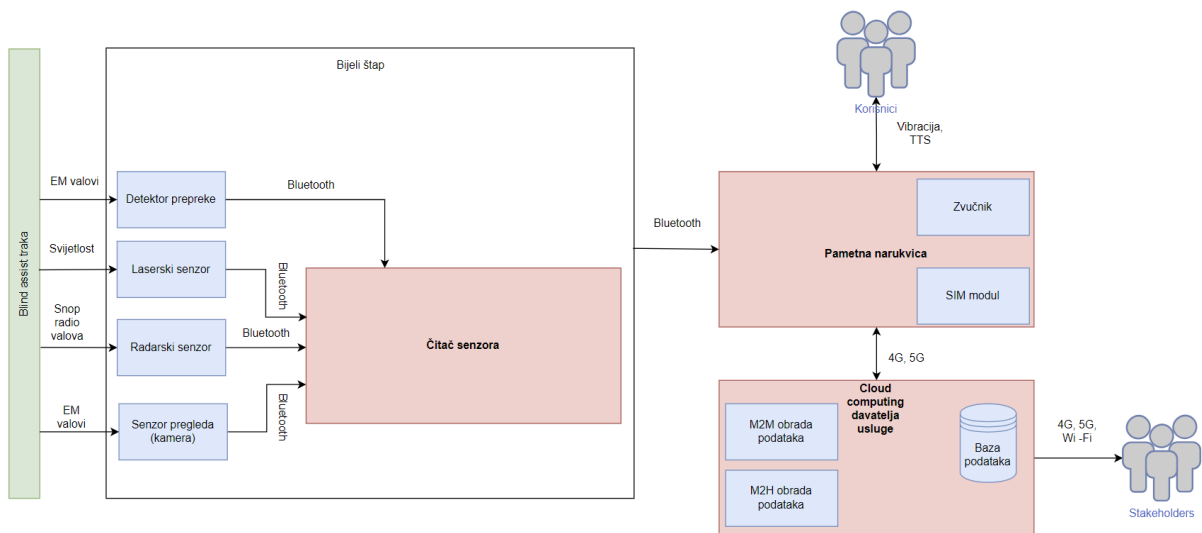 Bijeli štap
Blind assist traka
EM valovi
Detektor prepreke
Bluetooth
Svijetlost
Laserski senzor
Bluetooth
Snop
radio
valova
Radarski senzor
Bluetooth
EM
valovi
Senzor pregleda
(kamera)
Bluetooth
Čitač senzora
Bluetooth
Korisnici
Vibracija,
TTS
Zvučnik
Pametna narukvica
SIM modul
4G, 5G
Cloud
computing
davatelja
usluge
M2M obrada
podataka
M2H obrada
podataka
Baza
podataka
4G, 5G,
Wi -Fi
Stakeholders